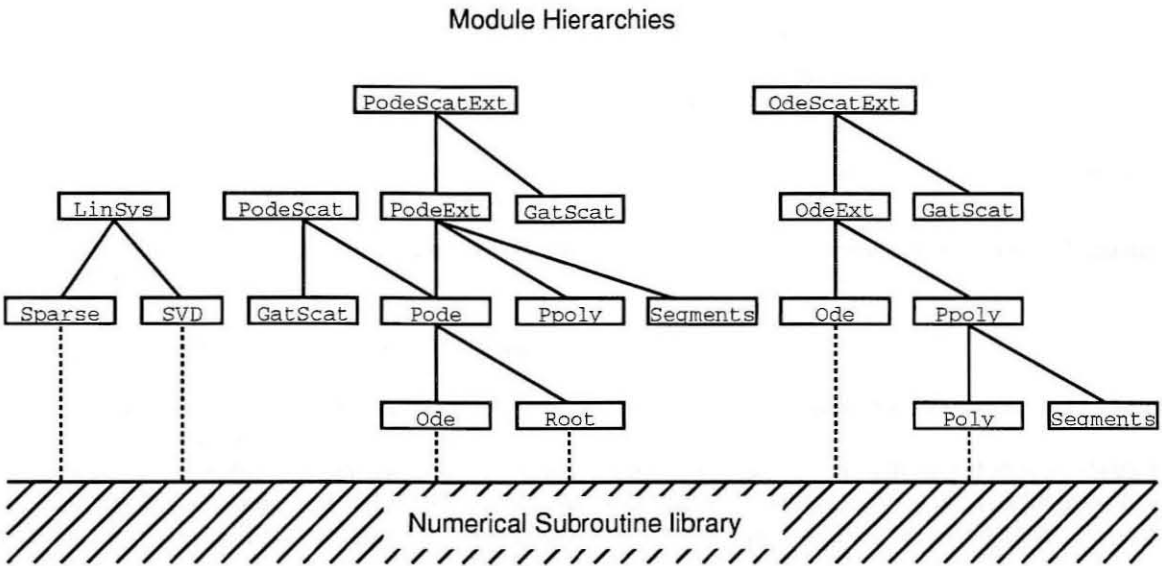 Module Hierarchies
PodeScatExt OdeScatExt
LinSys PodeScat PodeExt GatScat OdeExt GatScat
Sparse SVD GatScat Pode Ppoly Segments Ode Ppoly
Ode Root Poly Segments
Numerical Subroutine library